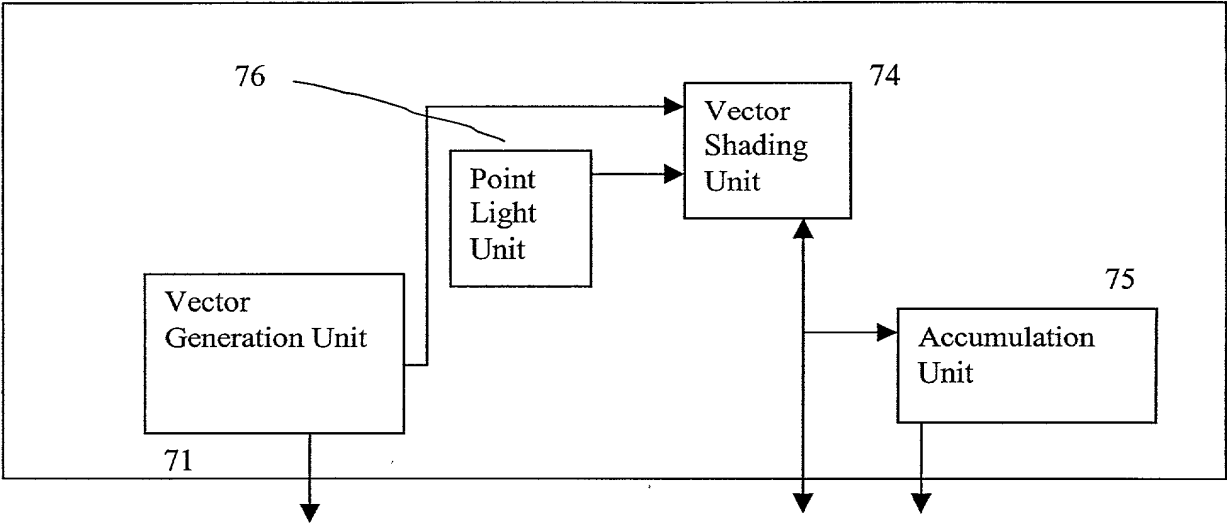 76
74
Vector
Shading
Unit
Point
Light
Unit
Vector
Generation Unit
71
75
Accumulation
Unit